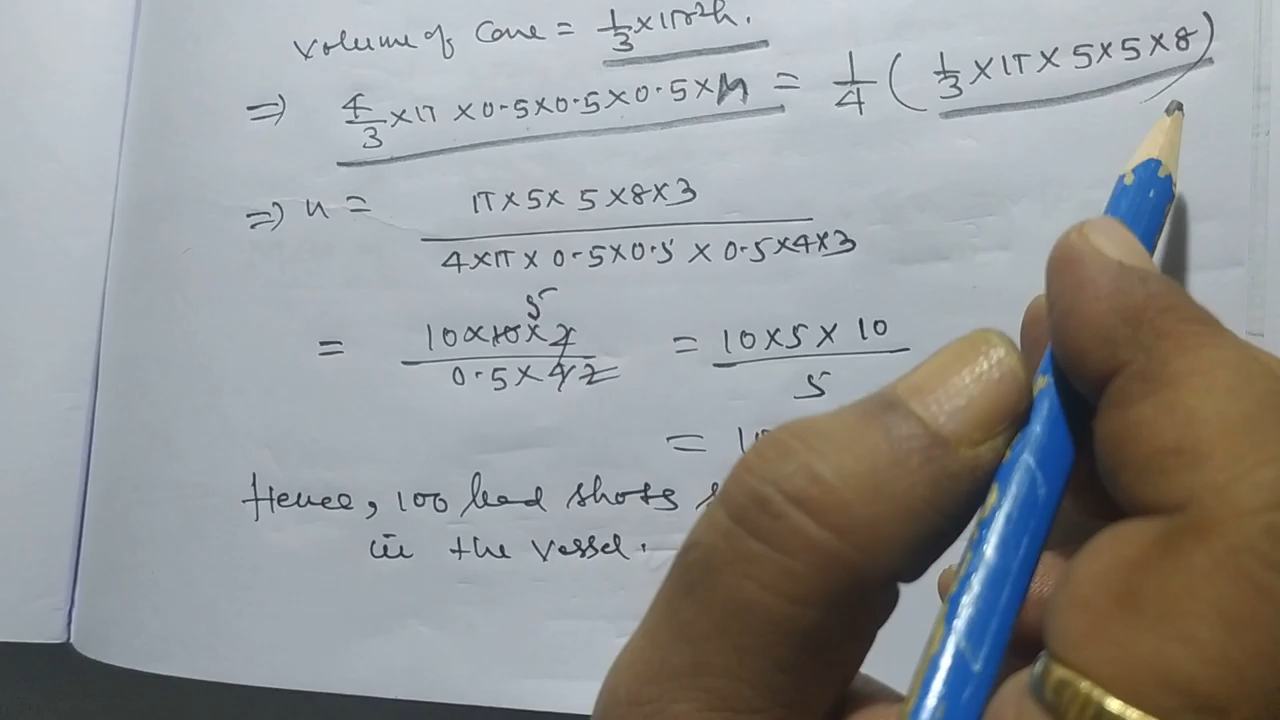 Volume of Cone = 1/3 × πr²h.
⇒ 4/3 × π × 0.5 × 0.5 × 0.5 × n = 1/4 ( 1/3 × π × 5 × 5 × 8 )
⇒ n = π × 5 × 5 × 8 × 3 / 4 × π × 0.5 × 0.5 × 0.5 × 4 × 3
5
= 10 × 10 × 2 / 0.5 × 4 2 = 10 × 5 × 10 / 5
= 
Hence, 100 lead shots
in the vessel.